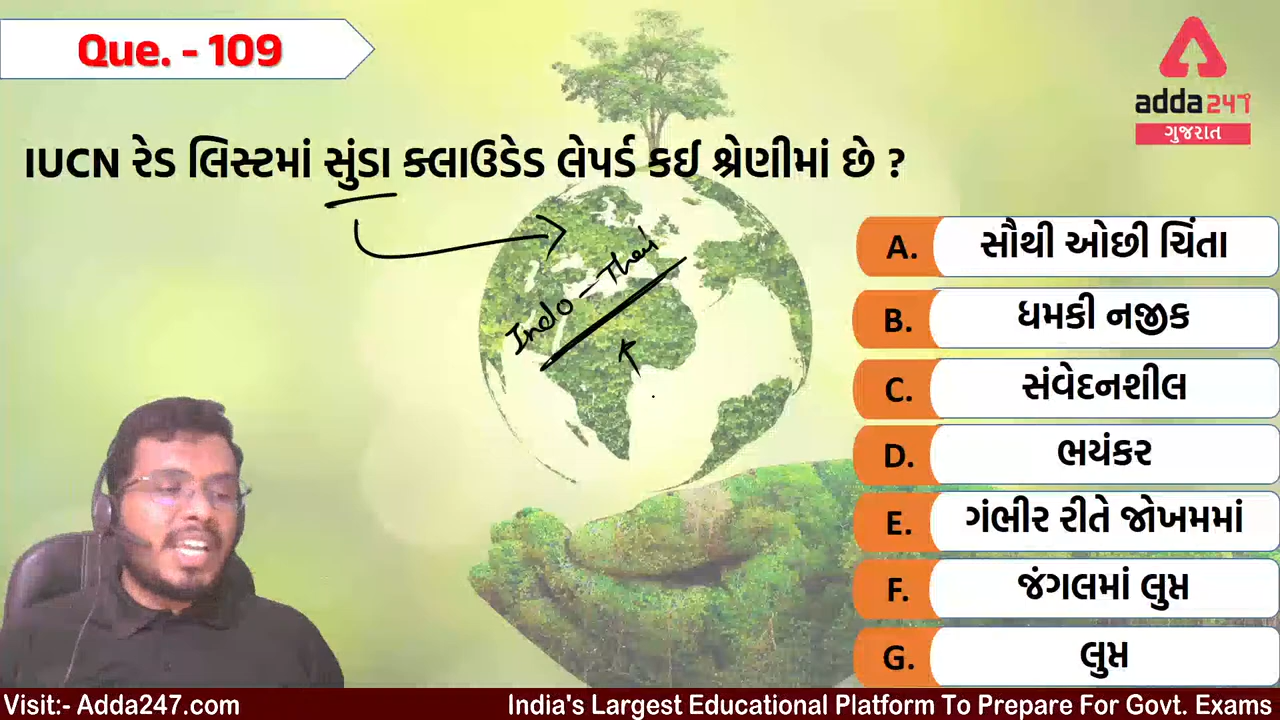 Que. - 109
adda247
ગુજરાત
IUCN રેડ લિસ્ટમાં સુંડા ક્લાઉડેડ લેપર્ડ કઈ શ્રેણીમાં છે ?
Indo - Thai
A. સૌથી ઓછી ચિંતા
B. ધમકી નજીક
C. સંવેદનશીલ
D. ભયંકર
E. ગંભીર રીતે જોખમમાં
F. જંગલમાં લુપ્ત
G. લુપ્ત
Visit:- Adda247.com
India's Largest Educational Platform To Prepare For Govt. Exams